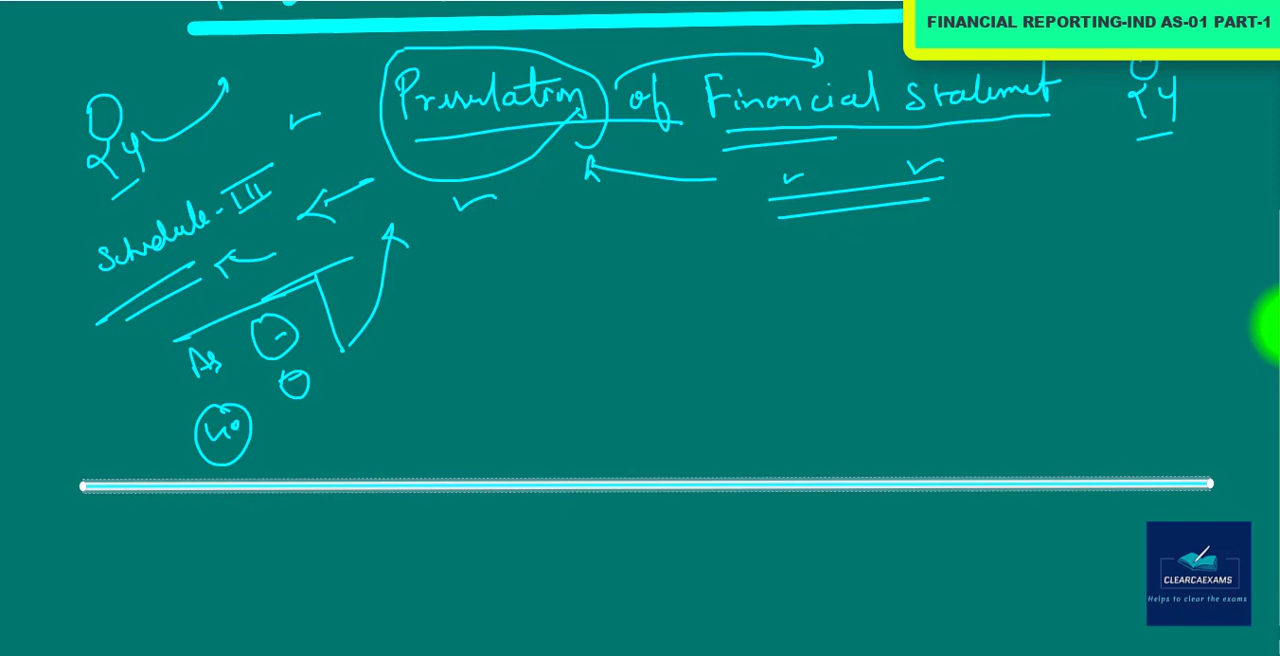 FINANCIAL REPORTING-IND AS-01 PART-1
Presentation of Financial Statement
Schedule-III
As
CLEARCAEXAMS
Helps to clear the exams